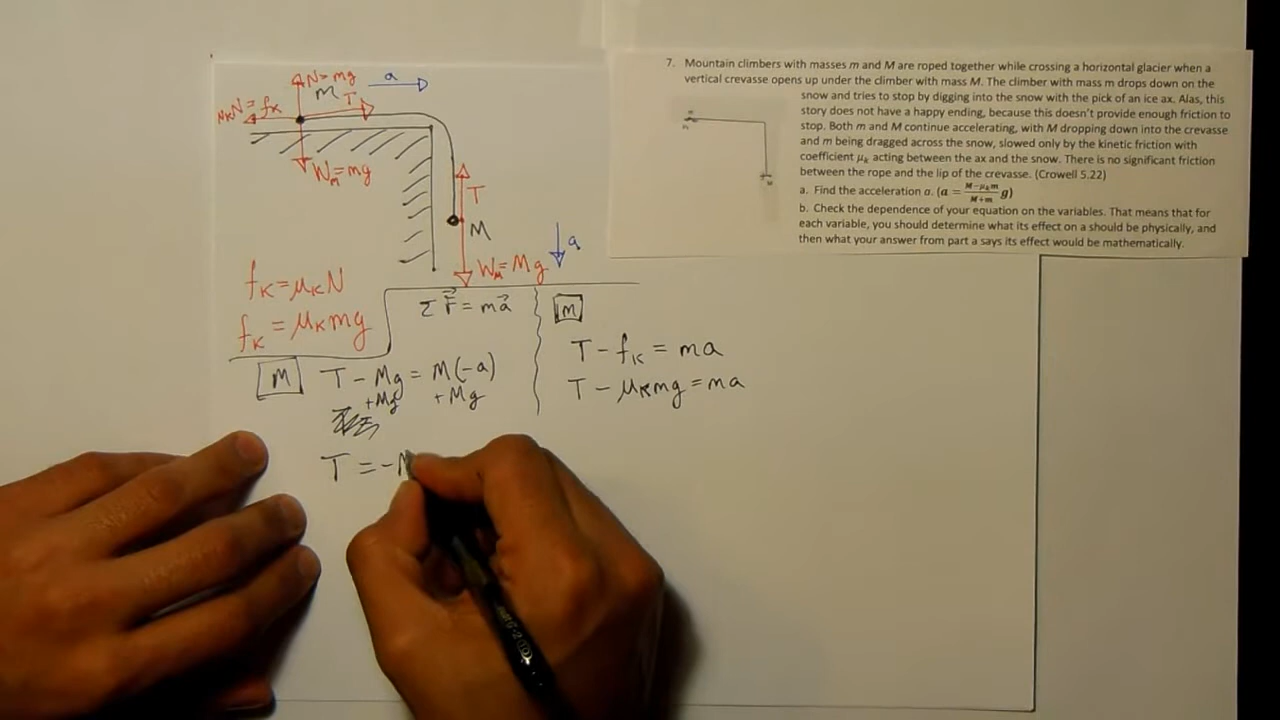 7. Mountain climbers with masses m and M are roped together while crossing a horizontal glacier when a
vertical crevasse opens up under the climber with mass M. The climber with mass m drops down on the
snow and tries to stop by digging into the snow with the pick of an ice ax. Alas, this
story does not have a happy ending, because this doesn't provide enough friction to
stop. Both m and M continue accelerating, with M dropping down into the crevasse
and m being dragged across the snow, slowed only by the kinetic friction with
coefficient μk acting between the ax and the snow. There is no significant friction
between the rope and the lip of the crevasse. (Crowell 5.22)
a. Find the acceleration a. (a = (M−μk m)/(M+m) g)
b. Check the dependence of your equation on the variables. That means that for
each variable, you should determine what its effect on a should be physically, and
then what your answer from part a says its effect would be mathematically.
N = mg
a
m
T
μkN = fk
Wm = mg
T
M
a
WM = Mg
fk = μkN
fk = μkmg
ΣF = ma
m
T − fk = ma
T − μkmg = ma
M
T − Mg = M(-a)
+Mg +Mg
T = -M